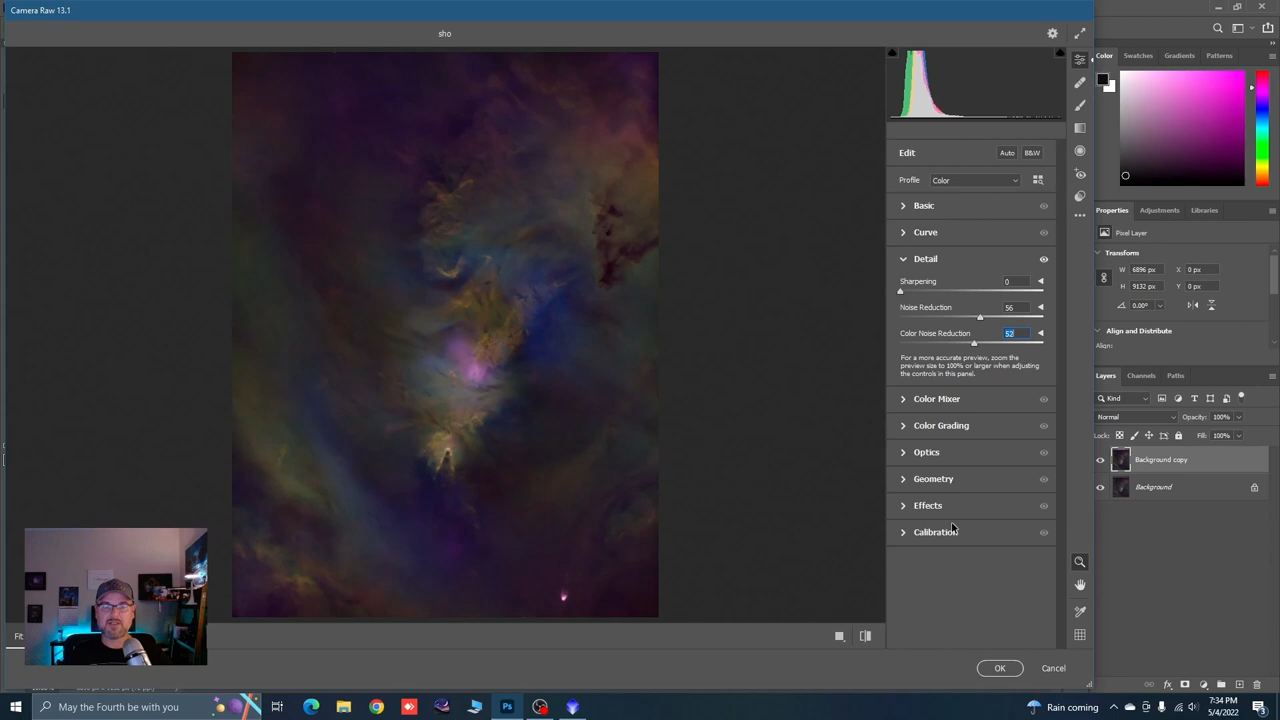 Camera Raw 13.1
sho
Edit
Auto
B&W
Profile
Color
Basic
Curve
Detail
Sharpening
0
Noise Reduction
56
Color Noise Reduction
52
For a more accurate preview, zoom the
preview size to 100% or larger when adjusting
the controls in this panel.
Color Mixer
Color Grading
Optics
Geometry
Effects
Calibration
Fit
OK
Cancel
Color
Swatches
Gradients
Patterns
Properties
Adjustments
Libraries
Pixel Layer
Transform
W 6896 px
X 0 px
H 9132 px
Y 0 px
0.00°
Align and Distribute
Align:
Layers
Channels
Paths
Kind
Normal
Opacity: 100%
Lock:
Fill: 100%
Background copy
Background
May the Fourth be with you
Rain coming
7:34 PM
5/4/2022